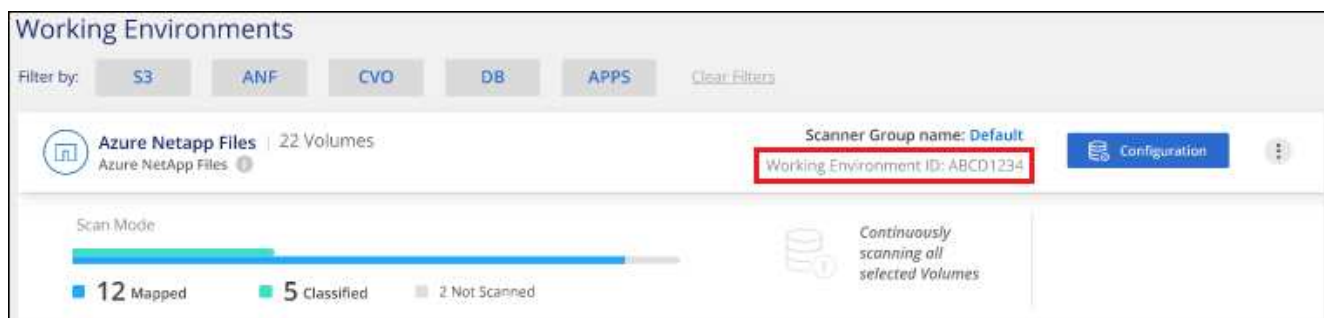 Working Environments
Filter by: S3 ANF CVO DB APPS Clear Filters
Azure Netapp Files | 22 Volumes
Azure NetApp Files
Scanner Group name: Default
Working Environment ID: ABCD1234
Configuration
Scan Mode
12 Mapped 5 Classified 2 Not Scanned
Continuously
scanning all
selected Volumes